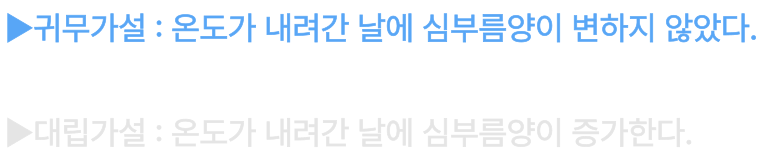 ▶귀무가설 : 온도가 내려간 날에 심부름양이 변하지 않았다.
▶대립가설 : 온도가 내려간 날에 심부름양이 증가한다.